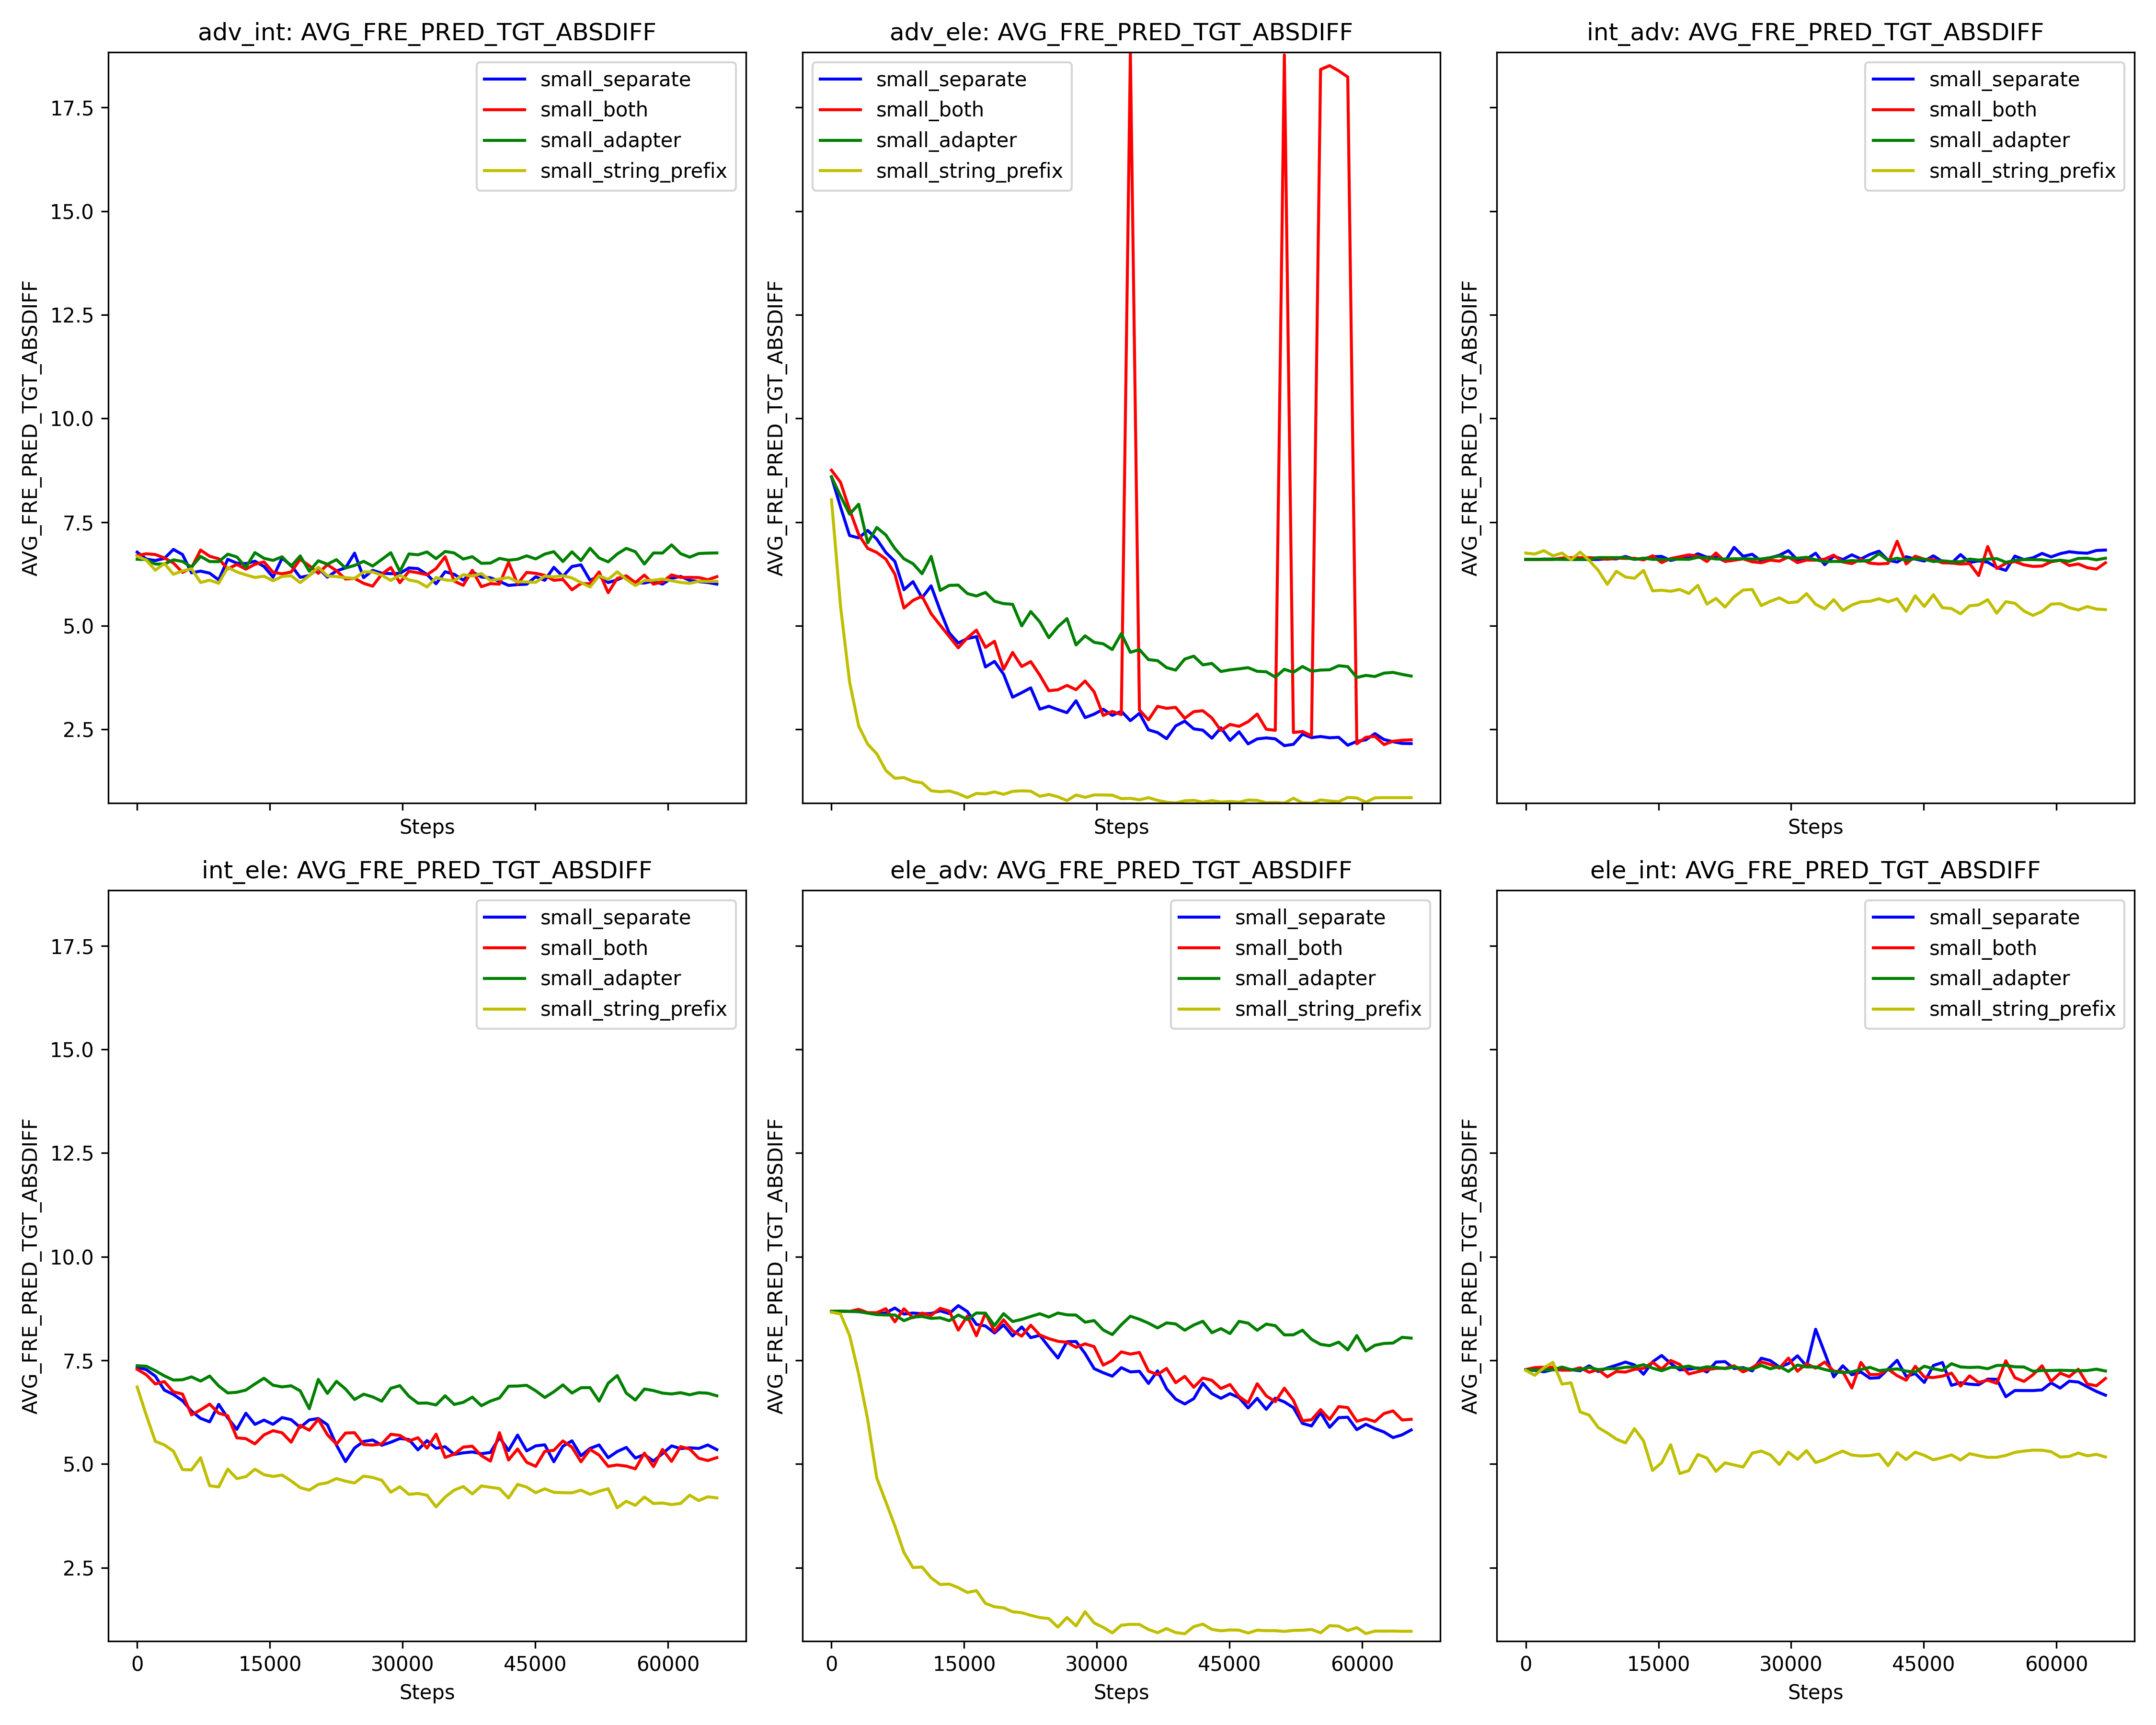 adv_int: AVG_FRE_PRED_TGT_ABSDIFF
AVG_FRE_PRED_TGT_ABSDIFF
17.5
15.0
12.5
10.0
7.5
5.0
2.5
small_separate
small_both
small_adapter
small_string_prefix
Steps
adv_ele: AVG_FRE_PRED_TGT_ABSDIFF
AVG_FRE_PRED_TGT_ABSDIFF
small_separate
small_both
small_adapter
small_string_prefix
Steps
int_adv: AVG_FRE_PRED_TGT_ABSDIFF
AVG_FRE_PRED_TGT_ABSDIFF
small_separate
small_both
small_adapter
small_string_prefix
Steps
int_ele: AVG_FRE_PRED_TGT_ABSDIFF
AVG_FRE_PRED_TGT_ABSDIFF
17.5
15.0
12.5
10.0
7.5
5.0
2.5
small_separate
small_both
small_adapter
small_string_prefix
0 15000 30000 45000 60000
Steps
ele_adv: AVG_FRE_PRED_TGT_ABSDIFF
AVG_FRE_PRED_TGT_ABSDIFF
small_separate
small_both
small_adapter
small_string_prefix
0 15000 30000 45000 60000
Steps
ele_int: AVG_FRE_PRED_TGT_ABSDIFF
AVG_FRE_PRED_TGT_ABSDIFF
small_separate
small_both
small_adapter
small_string_prefix
0 15000 30000 45000 60000
Steps